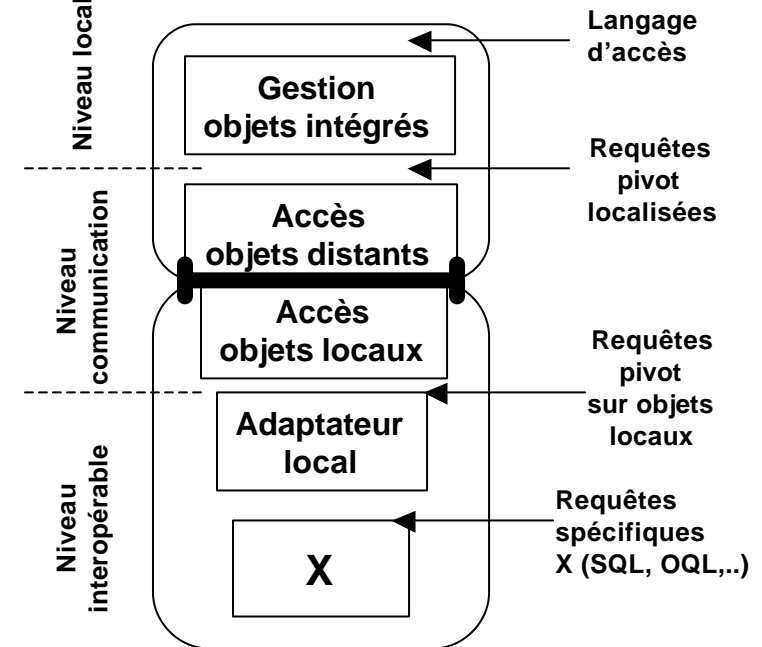 Niveau local
Langage
d’accès
Gestion
objets intégrés
Requêtes
pivot
localisées
Niveau
communication
Accès
objets distants
Accès
objets locaux
Requêtes
pivot
sur objets
locaux
Niveau
interopérable
Adaptateur
local
Requêtes
spécifiques
X (SQL, OQL,..)
X